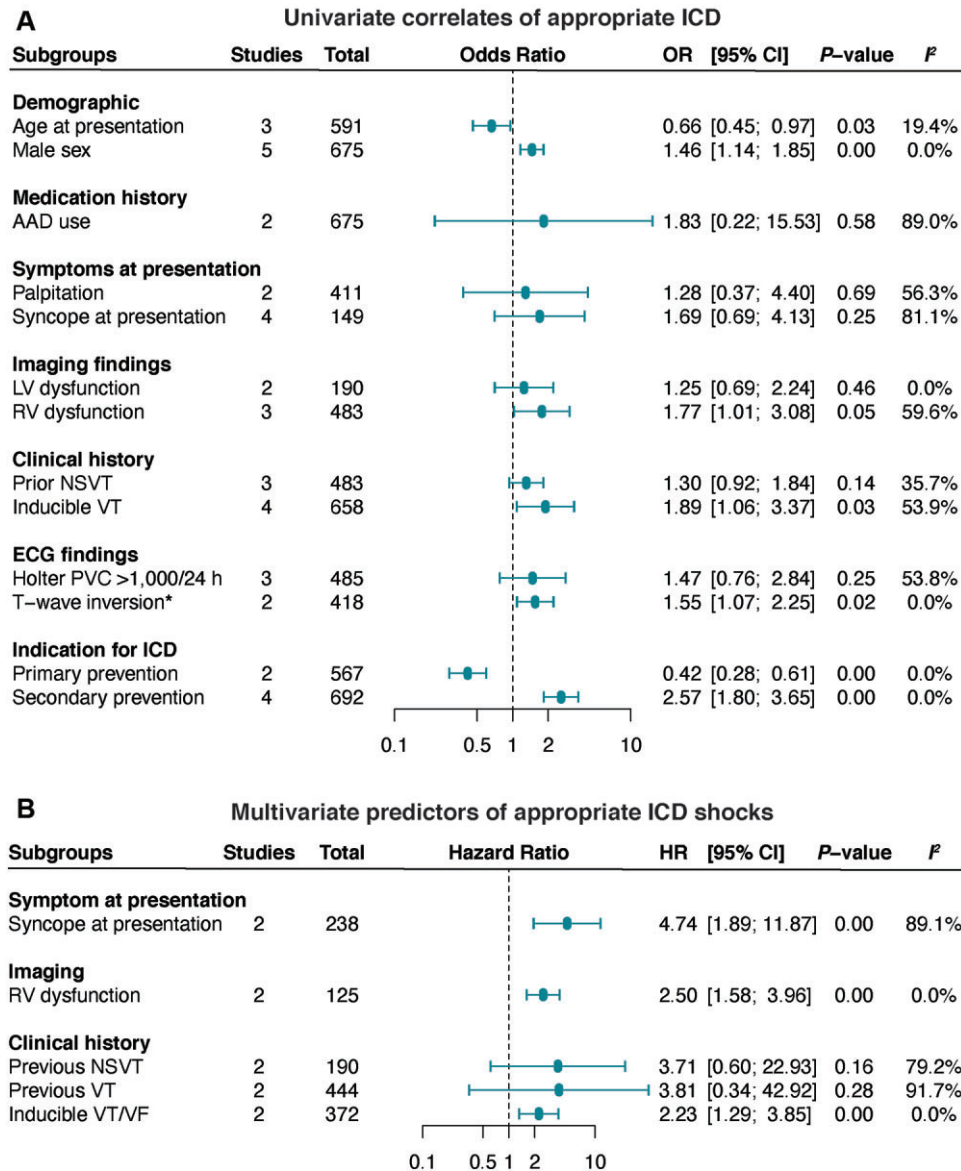 A Univariate correlates of appropriate ICD
Subgroups Studies Total Odds Ratio OR [95% CI] P–value I²
Demographic
Age at presentation 3 591 0.66 [0.45; 0.97] 0.03 19.4%
Male sex 5 675 1.46 [1.14; 1.85] 0.00 0.0%
Medication history
AAD use 2 675 1.83 [0.22; 15.53] 0.58 89.0%
Symptoms at presentation
Palpitation 2 411 1.28 [0.37; 4.40] 0.69 56.3%
Syncope at presentation 4 149 1.69 [0.69; 4.13] 0.25 81.1%
Imaging findings
LV dysfunction 2 190 1.25 [0.69; 2.24] 0.46 0.0%
RV dysfunction 3 483 1.77 [1.01; 3.08] 0.05 59.6%
Clinical history
Prior NSVT 3 483 1.30 [0.92; 1.84] 0.14 35.7%
Inducible VT 4 658 1.89 [1.06; 3.37] 0.03 53.9%
ECG findings
Holter PVC >1,000/24 h 3 485 1.47 [0.76; 2.84] 0.25 53.8%
T–wave inversion* 2 418 1.55 [1.07; 2.25] 0.02 0.0%
Indication for ICD
Primary prevention 2 567 0.42 [0.28; 0.61] 0.00 0.0%
Secondary prevention 4 692 2.57 [1.80; 3.65] 0.00 0.0%
0.1 0.5 1 2 10
B Multivariate predictors of appropriate ICD shocks
Subgroups Studies Total Hazard Ratio HR [95% CI] P–value I²
Symptom at presentation
Syncope at presentation 2 238 4.74 [1.89; 11.87] 0.00 89.1%
Imaging
RV dysfunction 2 125 2.50 [1.58; 3.96] 0.00 0.0%
Clinical history
Previous NSVT 2 190 3.71 [0.60; 22.93] 0.16 79.2%
Previous VT 2 444 3.81 [0.34; 42.92] 0.28 91.7%
Inducible VT/VF 2 372 2.23 [1.29; 3.85] 0.00 0.0%
0.1 0.5 1 2 10